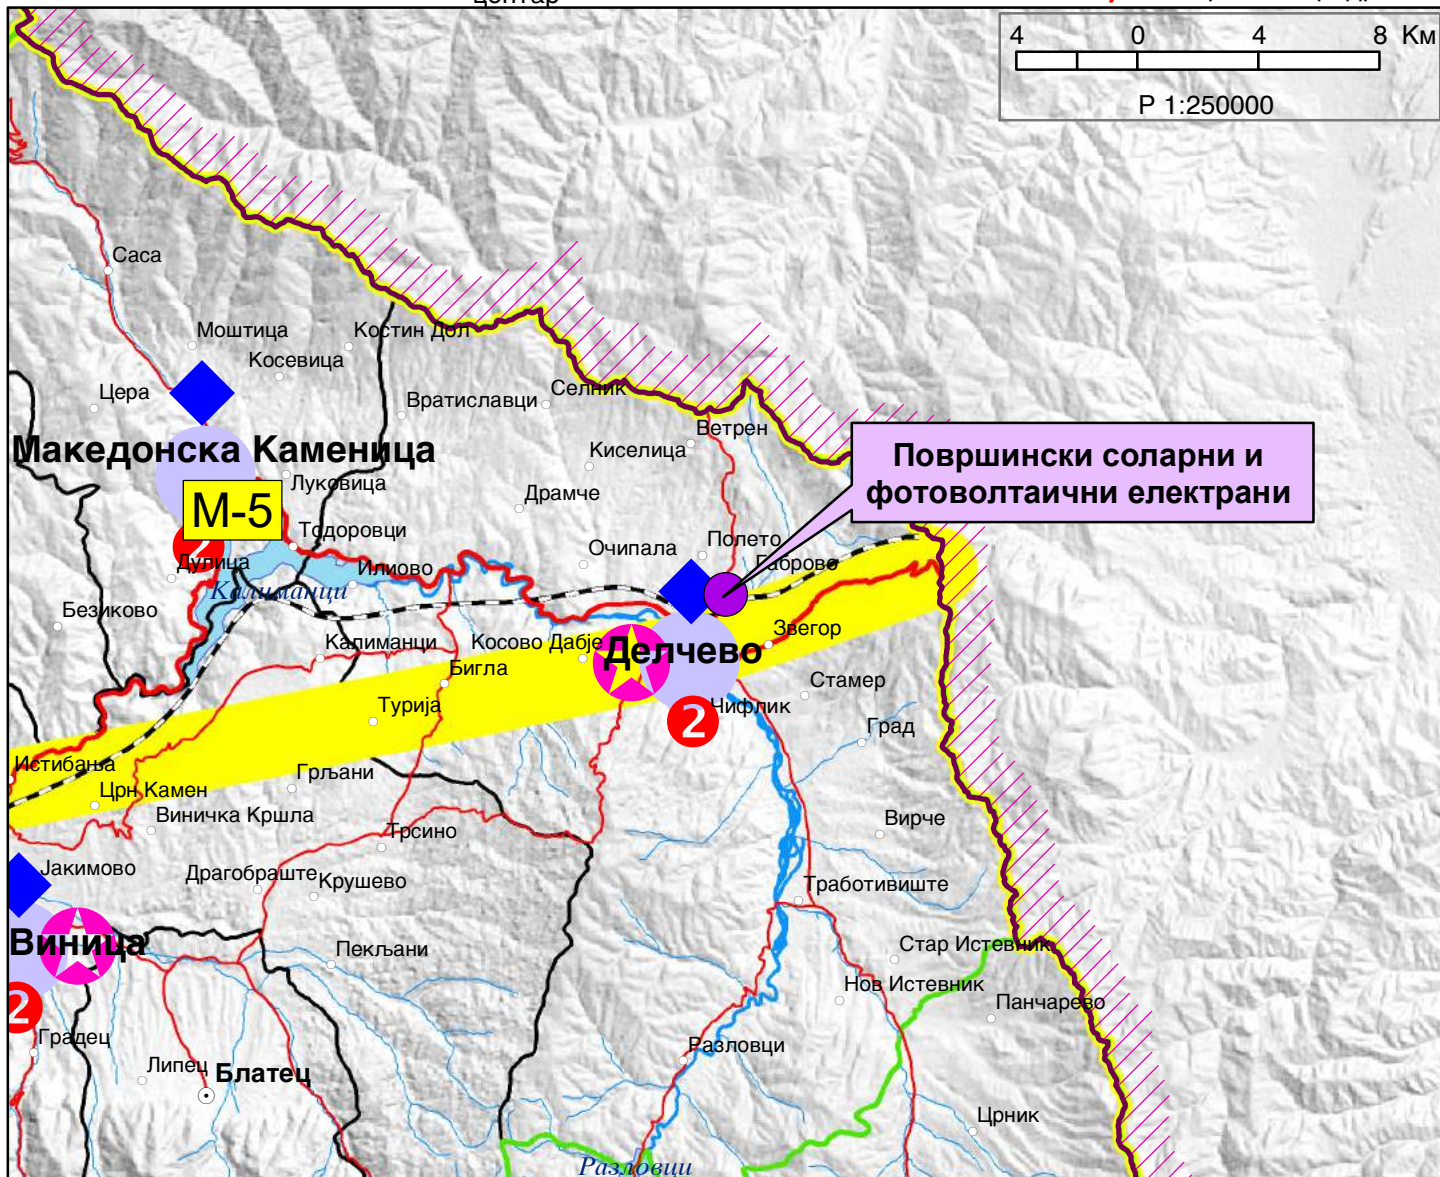 центар
4 0 4 8 Км
Р 1:250000
Саса
Моштица
Костин Дол
Косевица
Цера
Вратиславци
Селник
Ветрен
Македонска Каменица
Киселица
Површински соларни и
фотоволтаични електрани
Луковица
Драмче
М-5
Тодоровци
Полето
Очипала
2
Дулица
Илиово
Габрово
Калиманци
Безиково
Звегор
Калиманци
Косово Дабје
Делчево
Бигла
Стамер
Турија
Чифлик
2
Град
Истибања
Грљани
Црн Камен
Виничка Кршла
Вирче
Трсино
Јакимово
Драгобраште
Крушево
Тработивиште
Виница
Пекљани
Стар Истевник
Нов Истевник
Панчарево
2
Градец
Разловци
Липец
Блатец
Црник
Разловци